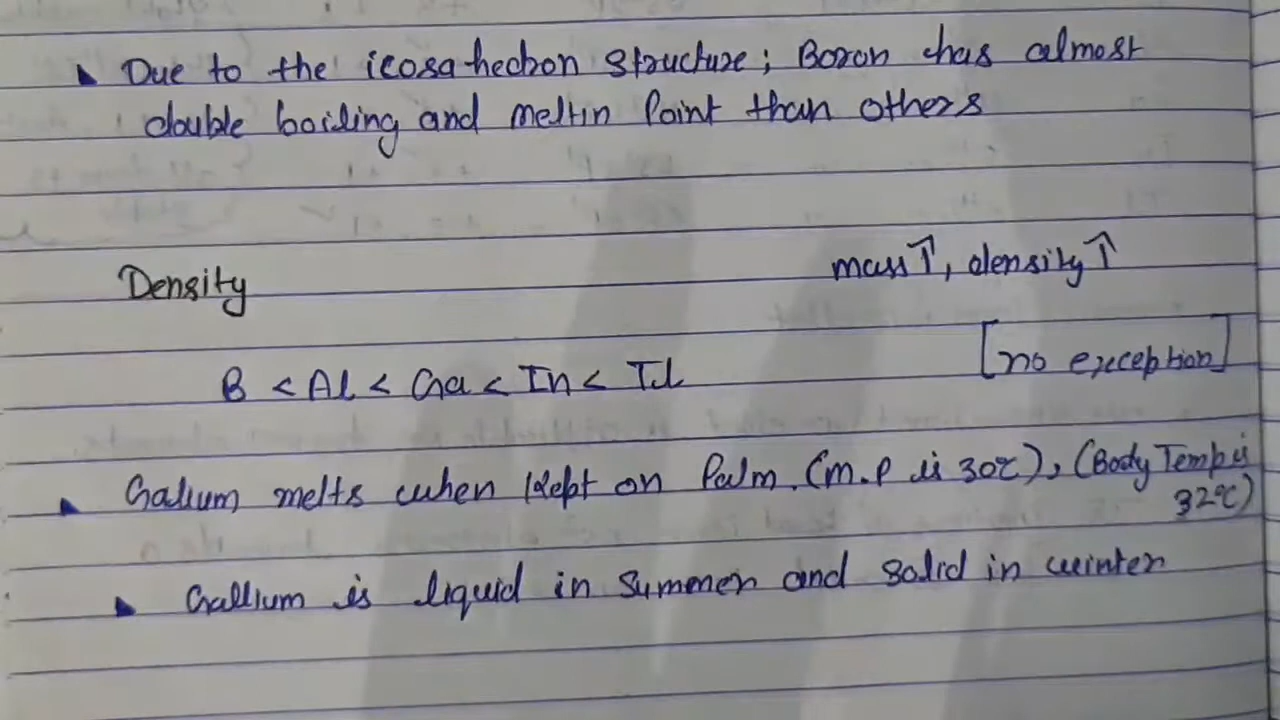 Due to the icosahedron structure; Boron has almost
double boiling and meltin Point than others
Density
mass↑, density↑
B < Al < Ga < In < Tl
[no exception]
Galium melts when kept on Palm. (m.p is 30°C), (Body Temp is
32°C)
Gallium is liquid in Summer and solid in winter